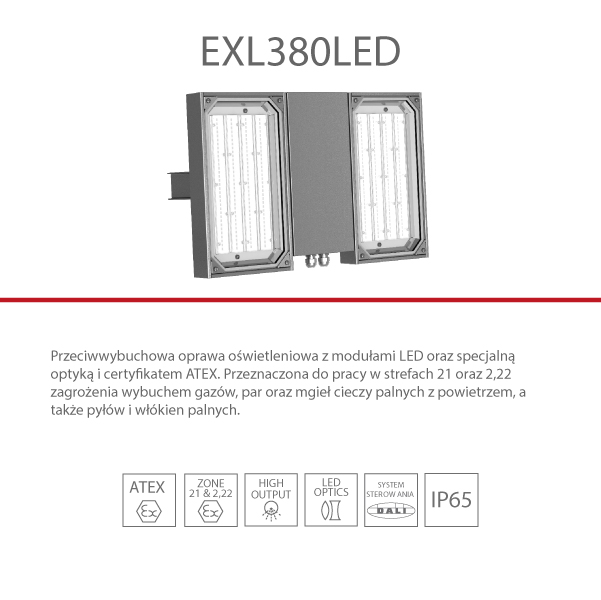 EXL380LED
Przeciwwybuchowa oprawa oświetleniowa z modułami LED oraz specjalną
optyką i certyfikatem ATEX. Przeznaczona do pracy w strefach 21 oraz 2,22
zagrożenia wybuchem gazów, par oraz mgieł cieczy palnych z powietrzem, a
także pyłów i włókien palnych.
ATEX
Ex
ZONE
21 & 2,22
Ex
HIGH
OUTPUT
LED
OPTICS
SYSTEM
STEROW ANIA
DALI
IP65